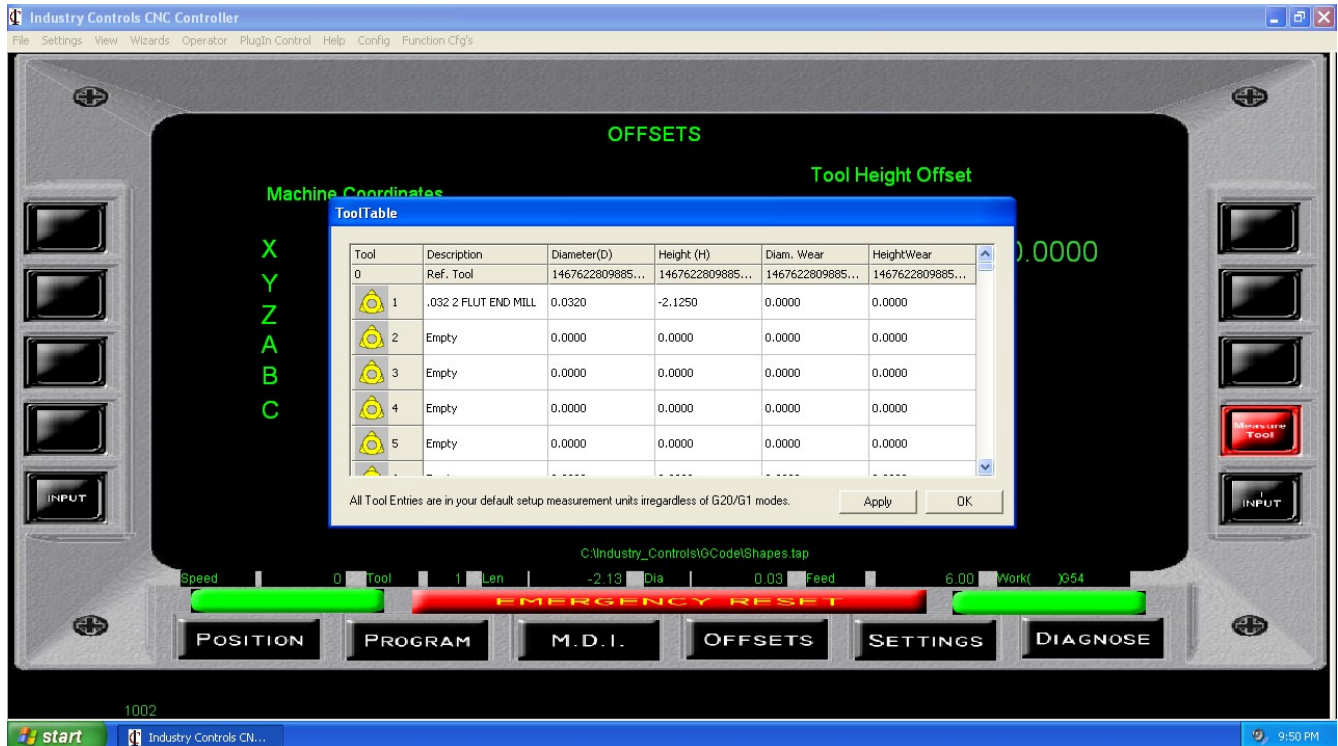 Industry Controls CNC Controller
File Settings View Wizards Operator PlugIn Control Help Config Function Cfg's
OFFSETS
Tool Height Offset
Machine Coordinates
X
Y
Z
A
B
C
0.0000
ToolTable
Tool Description Diameter(D) Height (H) Diam. Wear HeightWear
0 Ref. Tool 1467622809885... 1467622809885... 1467622809885... 1467622809885...
1 .032 2 FLUT END MILL 0.0320 -2.1250 0.0000 0.0000
2 Empty 0.0000 0.0000 0.0000 0.0000
3 Empty 0.0000 0.0000 0.0000 0.0000
4 Empty 0.0000 0.0000 0.0000 0.0000
5 Empty 0.0000 0.0000 0.0000 0.0000
All Tool Entries are in your default setup measurement units irregardless of G20/G1 modes.
Apply OK
Measure
Tool
INPUT
INPUT
C:\Industry_Controls\GCode\Shapes.tap
Speed 0 Tool 1 Len -2.13 Dia 0.03 Feed 6.00 Work( )G54
EMERGENCY RESET
POSITION PROGRAM M.D.I. OFFSETS SETTINGS DIAGNOSE
1002
start Industry Controls CN... 9:50 PM